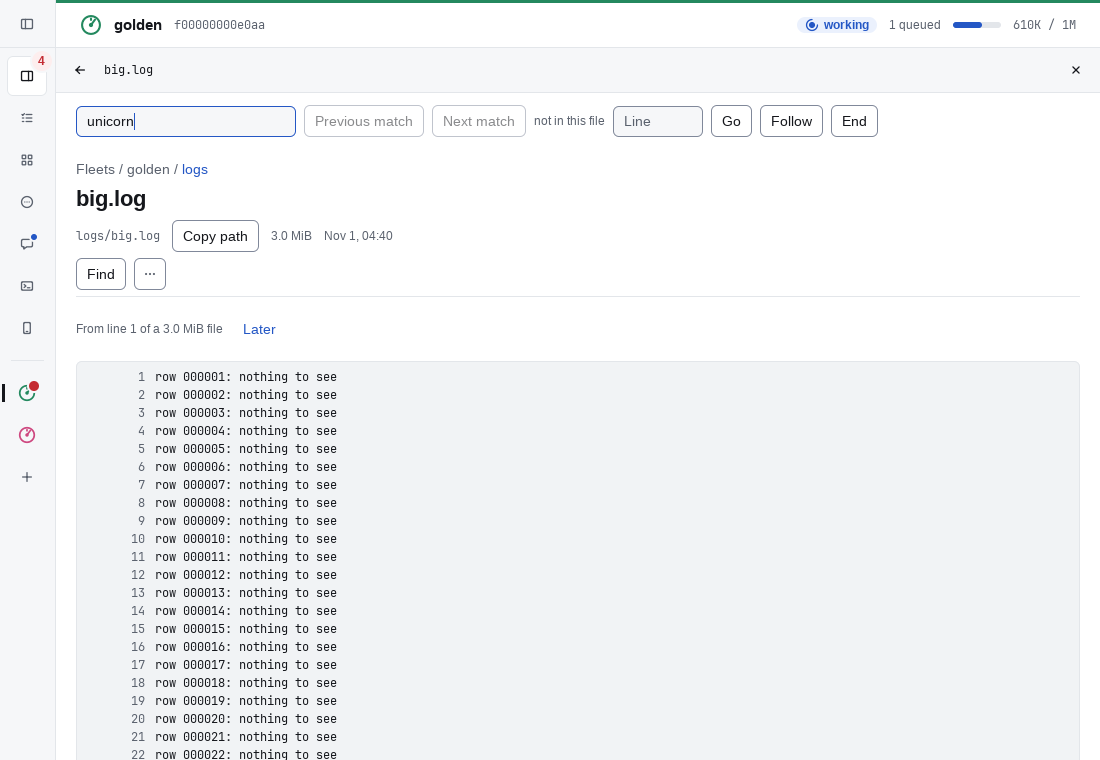 golden f00000000e0aa working 1 queued 610K / 1M
4
big.log
unicorn Previous match Next match not in this file Line Go Follow End
Fleets / golden / logs
big.log
logs/big.log Copy path 3.0 MiB Nov 1, 04:40
Find ...
From line 1 of a 3.0 MiB file Later
1 row 000001: nothing to see
2 row 000002: nothing to see
3 row 000003: nothing to see
4 row 000004: nothing to see
5 row 000005: nothing to see
6 row 000006: nothing to see
7 row 000007: nothing to see
8 row 000008: nothing to see
9 row 000009: nothing to see
10 row 000010: nothing to see
11 row 000011: nothing to see
12 row 000012: nothing to see
13 row 000013: nothing to see
14 row 000014: nothing to see
15 row 000015: nothing to see
16 row 000016: nothing to see
17 row 000017: nothing to see
18 row 000018: nothing to see
19 row 000019: nothing to see
20 row 000020: nothing to see
21 row 000021: nothing to see
22 row 000022: nothing to see